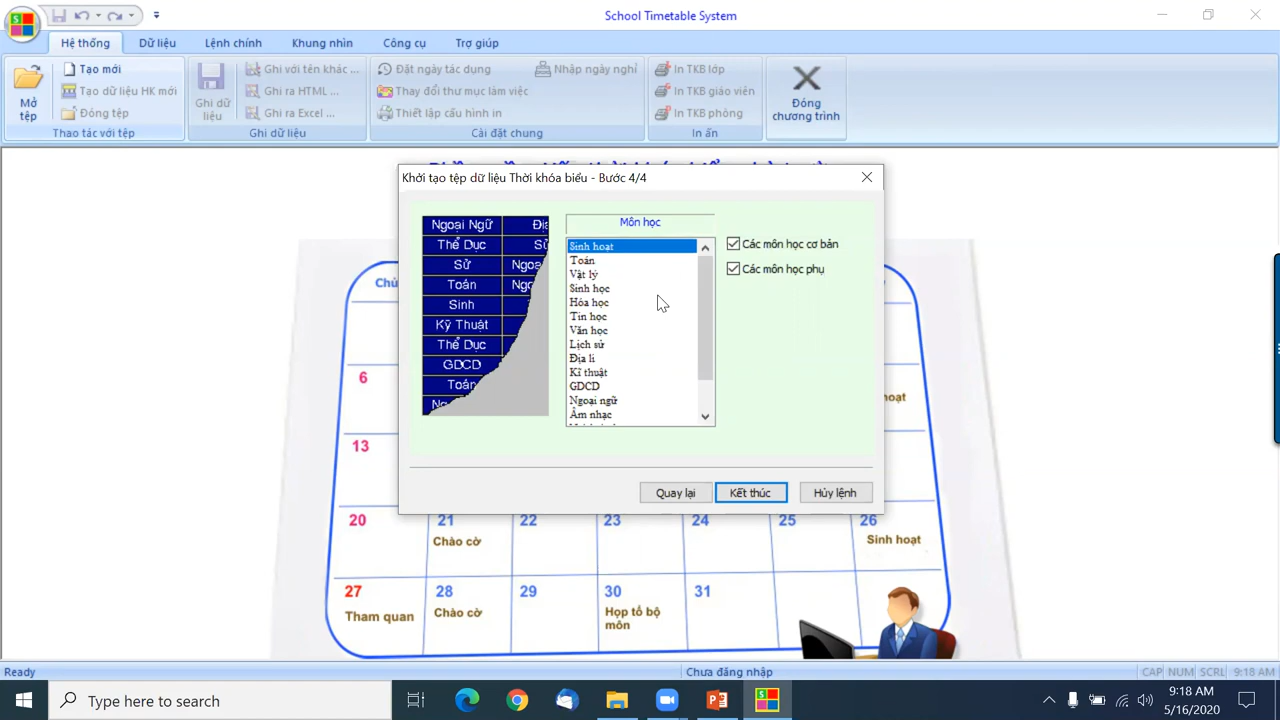 School Timetable System
Hệ thống
Dữ liệu
Lệnh chính
Khung nhìn
Công cụ
Trợ giúp
Mở tệp
Tạo mới
Tạo dữ liệu HK mới
Đóng tệp
Thao tác với tệp
Ghi dữ liệu
Ghi với tên khác ...
Ghi ra HTML ...
Ghi ra Excel ...
Ghi dữ liệu
Đặt ngày tác dụng
Nhập ngày nghỉ
Thay đổi thư mục làm việc
Thiết lập cấu hình in
Cài đặt chung
In TKB lớp
In TKB giáo viên
In TKB phòng
In ấn
Đóng chương trình
Khởi tạo tệp dữ liệu Thời khóa biểu - Bước 4/4
Ngoại Ngữ
Thể Dục
Sử
Sử
Ngoạ
Toán
Sinh
Kỹ Thuật
Thể Dục
GDCD
Toán
Môn học
Sinh hoạt
Toán
Vật lý
Sinh học
Hóa học
Tin học
Văn học
Lịch sử
Địa lí
Kĩ thuật
GDCD
Ngoại ngữ
Âm nhạc
Các môn học cơ bản
Các môn học phụ
Quay lại
Kết thúc
Hủy lệnh
Chủ
6
hoạt
13
20 21 22 23 24 25 26
Chào cờ
Sinh hoạt
27 28 29 30 31
Tham quan
Chào cờ
Họp tổ bộ
môn
Ready
Chưa đăng nhập
CAP NUM SCRL 9:18 AM
Type here to search
9:18 AM
5/16/2020